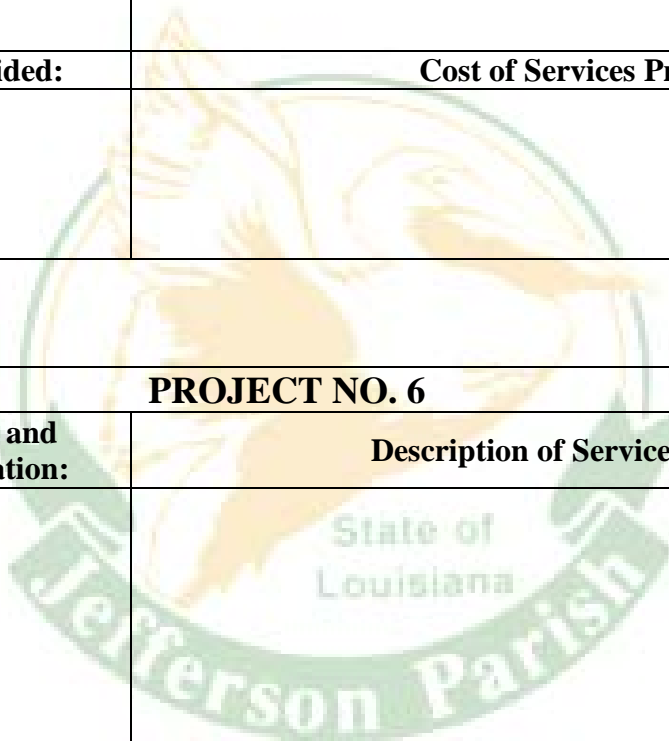 ided:
Cost of Services Pr
PROJECT NO. 6
and
ation:
Description of Service
State of
Louisiana
Jefferson Parish